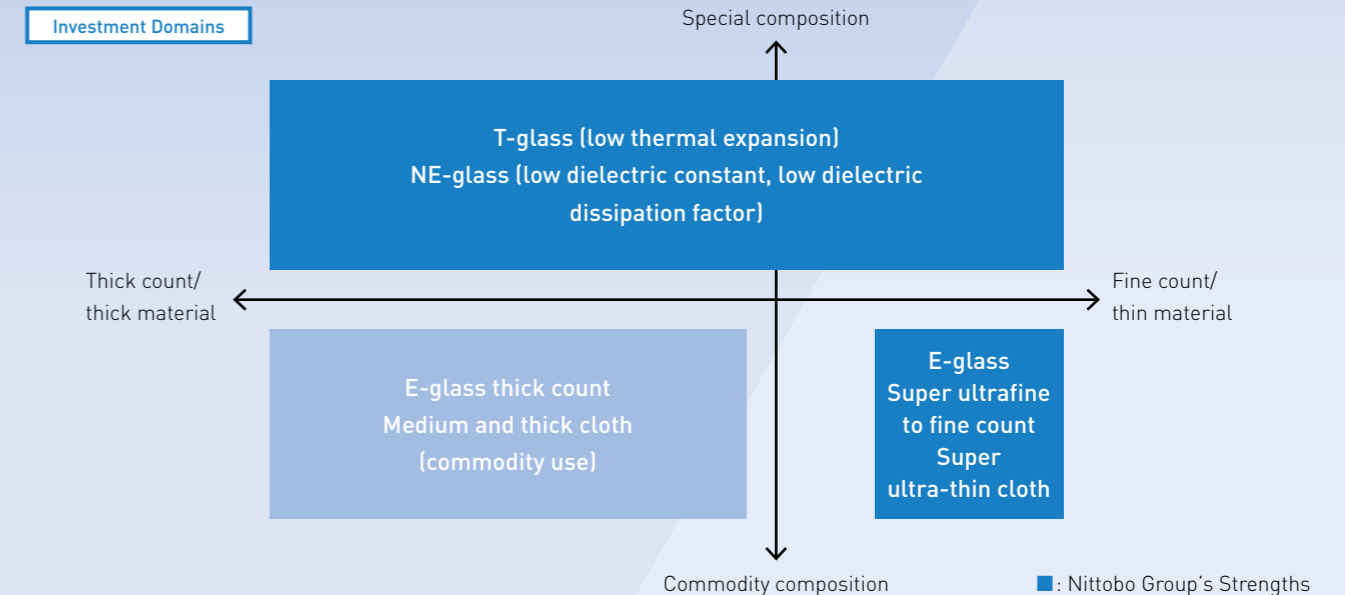 Investment Domains
Special composition
T-glass (low thermal expansion)
NE-glass (low dielectric constant, low dielectric
dissipation factor)
Thick count/
thick material
Fine count/
thin material
E-glass thick count
Medium and thick cloth
(commodity use)
E-glass
Super ultrafine
to fine count
Super
ultra-thin cloth
Commodity composition
: Nittobo Group's Strengths